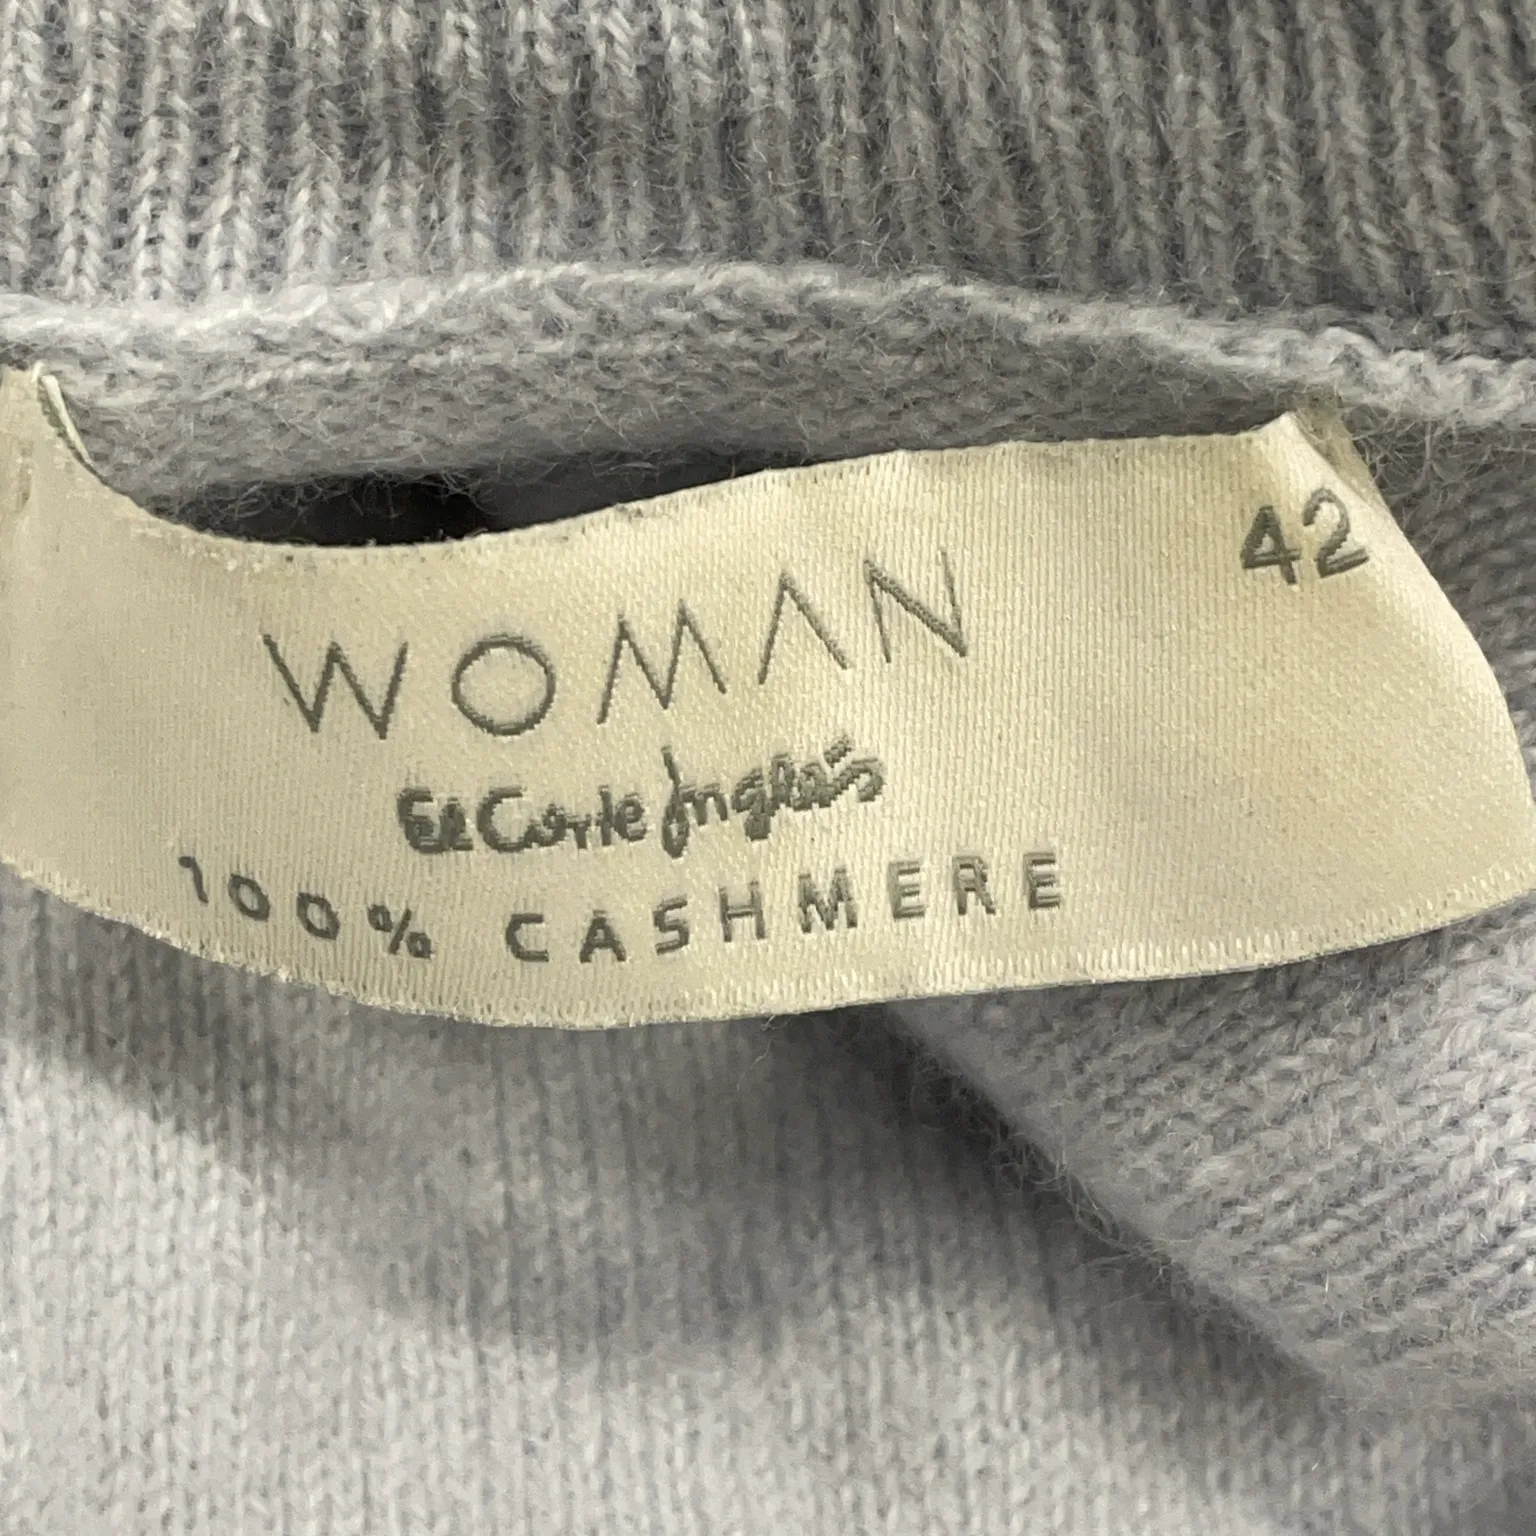 42
WOMAN
El Corte Inglés
100% CASHMERE